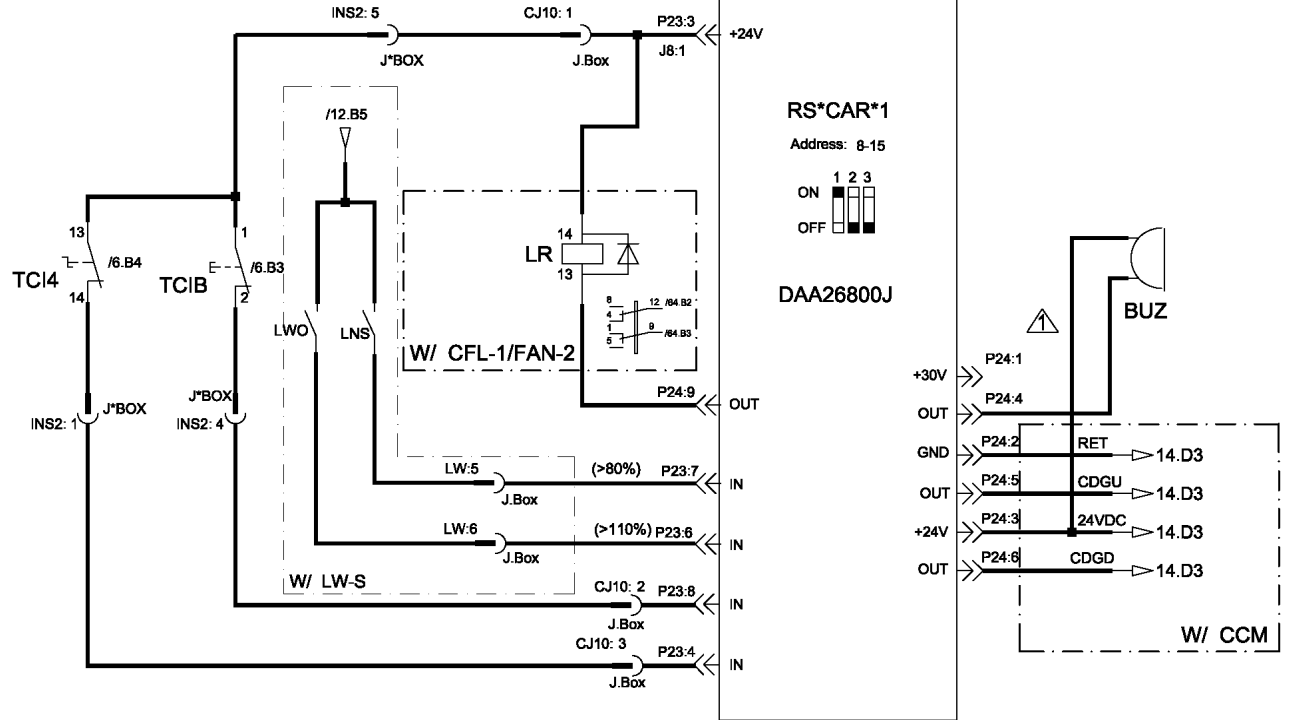 INS2: 5
CJ10: 1
P23:3
+24V
J*BOX
J.Box
J8:1
RS*CAR*1
Address: 8-15
1 2 3
ON
OFF
DAA26800J
/12.B5
13
/6.B4
TCI4
14
1
/6.B3
TCIB
2
LWO
LNS
14
LR
13
8
4
1
5
12 /64.B2
9 /64.B3
W/ CFL-1/FAN-2
BUZ
1
P24:9
OUT
J*BOX
INS2: 1
J*BOX
INS2: 4
+30V
P24:1
OUT
P24:4
GND
P24:2
RET
14.D3
OUT
P24:5
CDGU
14.D3
+24V
P24:3
24VDC
14.D3
OUT
P24:6
CDGD
14.D3
W/ CCM
LW:5
(>80%)
P23:7
IN
J.Box
LW:6
(>110%)
P23:6
IN
J.Box
W/ LW-S
CJ10: 2
P23:8
IN
J.Box
CJ10: 3
P23:4
IN
J.Box